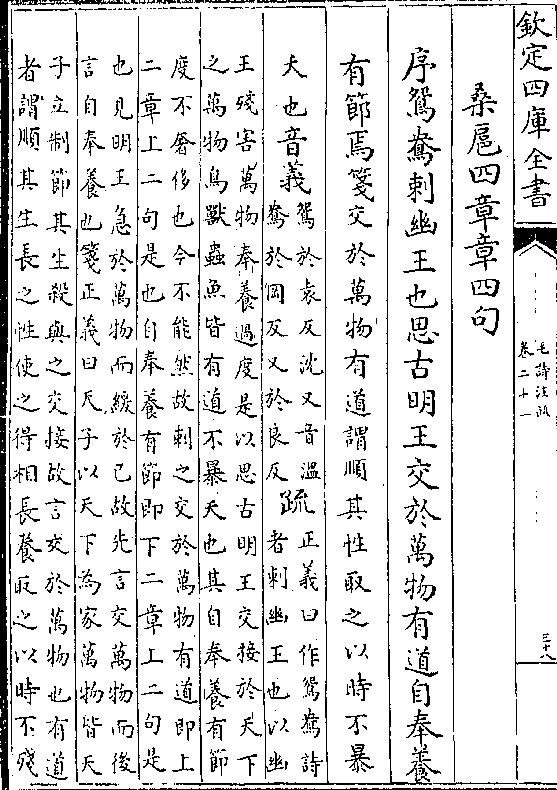 欽定四庫全書
毛詩注疏
卷二十一
三十八
桑扈四章章四句
序鴛鴦刺幽王也思古明王交於萬物有道自奉養
有節焉箋交於萬物有道謂順其性取之以時不暴
夭也音義鴛於袁反沈又音溫
鴦於岡反又於良反
疏正義曰作鴛鴦詩
者刺幽王也以幽
王殘害萬物奉養過度是以思古明王交接於天下
之萬物鳥獸蟲魚皆有道不暴夭也其自奉養有節
度不奢侈也今不能然故刺之交於萬物有道即上
二章上二句是也自奉養有節即下二章上二句是
也見明王急於萬物而緩於己故先言交萬物而後
言自奉養也箋正義曰天子以天下為家萬物皆天
子立制節其生殺與之交接故言交於萬物也有道
者謂順其生長之性使之得相長養取之以時不殘